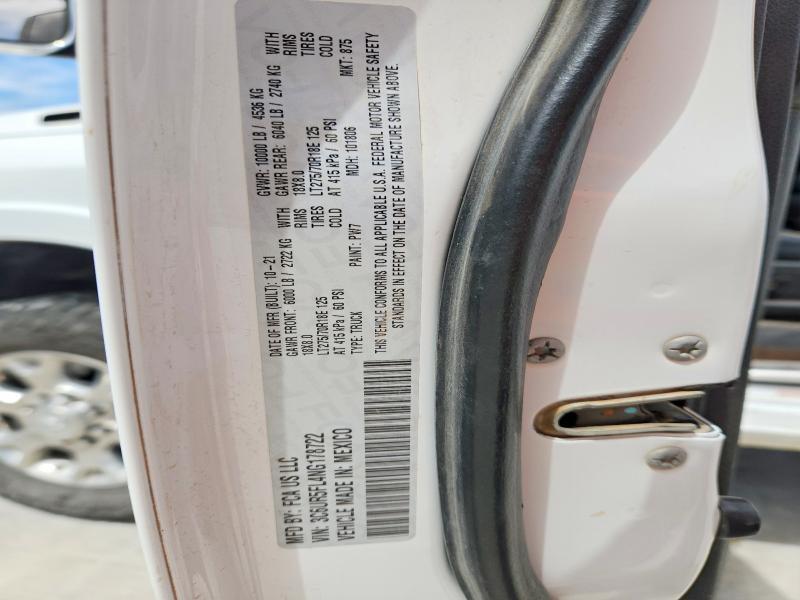 MFD BY: FCA US LLC
DATE OF MFR (BUILT): 10-21
GVWR: 10000 LB / 4536 KG
GAWR FRONT: 6000 LB / 2722 KG WITH
GAWR REAR: 6040 LB / 2740 KG WITH
18X8.0 RIMS
18X8.0 RIMS
LT275/70R18E 125 TIRES
LT275/70R18E 125 TIRES
AT 415 kPa / 60 PSI COLD
AT 415 kPa / 60 PSI COLD
VIN: 3C6UR5FL4NG178722
TYPE: TRUCK PAINT: PW7 MDH: 101806 MKT: 875
VEHICLE MADE IN: MEXICO
THIS VEHICLE CONFORMS TO ALL APPLICABLE U.S.A. FEDERAL MOTOR VEHICLE SAFETY
STANDARDS IN EFFECT ON THE DATE OF MANUFACTURE SHOWN ABOVE.